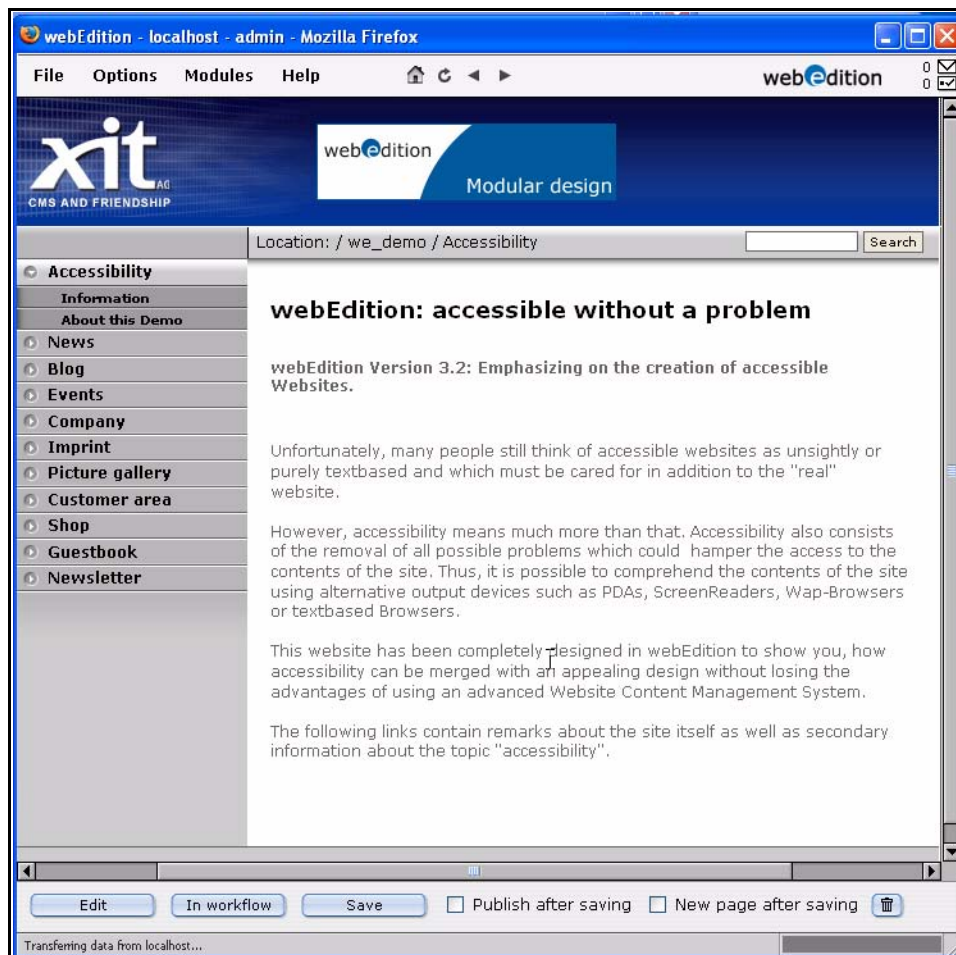 webEdition - localhost - admin - Mozilla Firefox
File Options Modules Help
webEdition
0
0
xit AG
CMS AND FRIENDSHIP
webEdition
Modular design
Location: / we_demo / Accessibility
Search
Accessibility
Information
About this Demo
News
Blog
Events
Company
Imprint
Picture gallery
Customer area
Shop
Guestbook
Newsletter
webEdition: accessible without a problem
webEdition Version 3.2: Emphasizing on the creation of accessible
Websites.
Unfortunately, many people still think of accessible websites as unsightly or
purely textbased and which must be cared for in addition to the "real"
website.
However, accessibility means much more than that. Accessibility also consists
of the removal of all possible problems which could hamper the access to the
contents of the site. Thus, it is possible to comprehend the contents of the site
using alternative output devices such as PDAs, ScreenReaders, Wap-Browsers
or textbased Browsers.
This website has been completely designed in webEdition to show you, how
accessibility can be merged with an appealing design without losing the
advantages of using an advanced Website Content Management System.
The following links contain remarks about the site itself as well as secondary
information about the topic "accessibility".
Edit In workflow Save Publish after saving New page after saving
Transferring data from localhost...